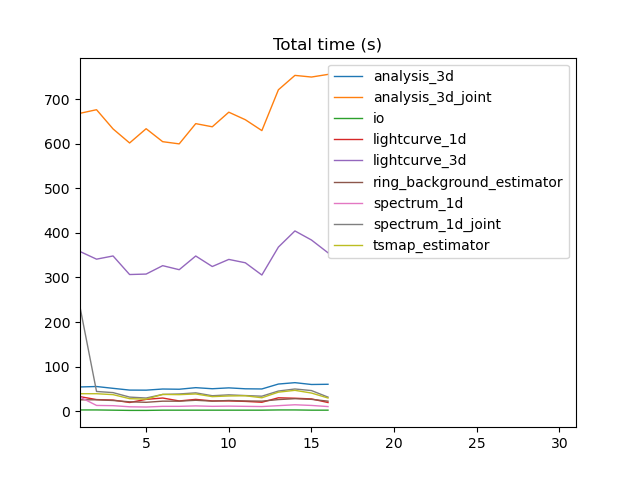 Total time (s)
700
600
500
400
300
200
100
0
analysis_3d
analysis_3d_joint
io
lightcurve_1d
lightcurve_3d
ring_background_estimator
spectrum_1d
spectrum_1d_joint
tsmap_estimator
5 10 15 20 25 30